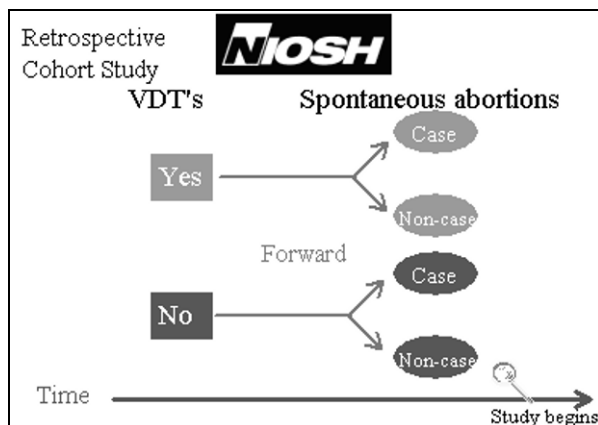 Retrospective
Cohort Study
NIOSH
VDT's
Spontaneous abortions
Case
Yes
Non-case
Forward
Case
No
Non-case
Time
Study begins